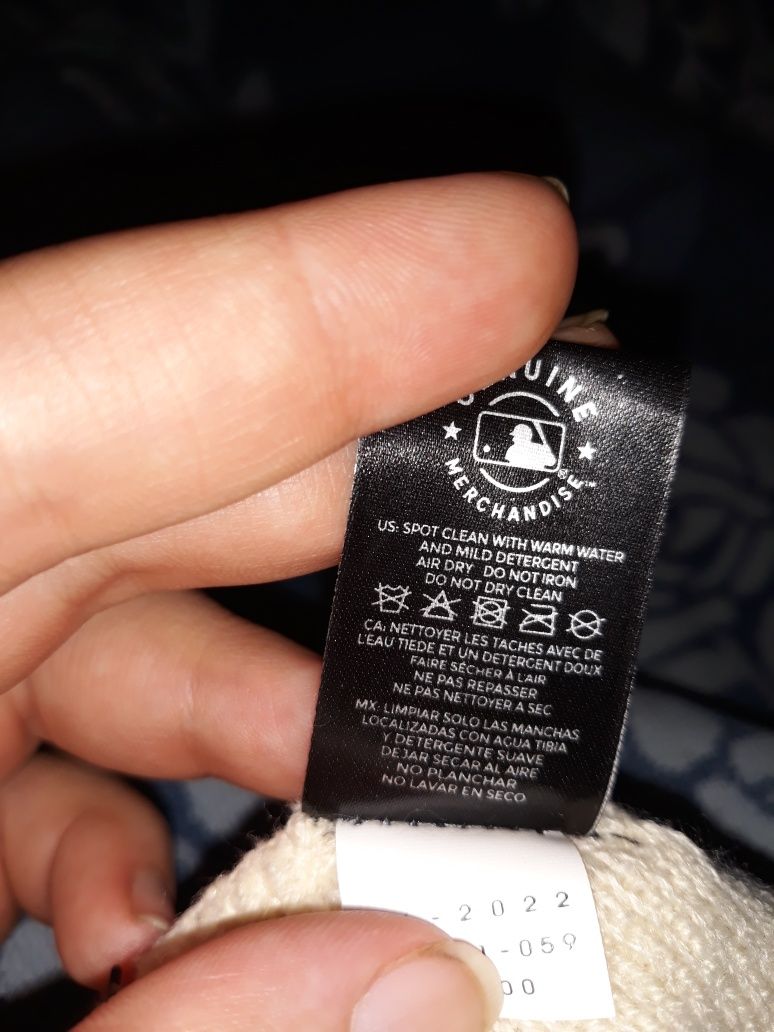 MERCHANDISE
US: SPOT CLEAN WITH WARM WATER
AND MILD DETERGENT
AIR DRY DO NOT IRON
DO NOT DRY CLEAN
CA: NETTOYER LES TACHES AVEC DE
L'EAU TIEDE ET UN DETERGENT DOUX
FAIRE SÉCHER À L'AIR
NE PAS REPASSER
NE PAS NETTOYER A SEC
MX: LIMPIAR SOLO LAS MANCHAS
LOCALIZADAS CON AGUA TIBIA
Y DETERGENTE SUAVE
DEJAR SECAR AL AIRE
NO PLANCHAR
NO LAVAR EN SECO
2022